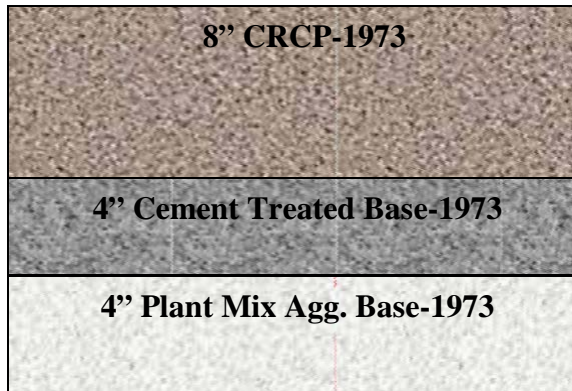 8” CRCP-1973
4” Cement Treated Base-1973
4” Plant Mix Agg. Base-1973